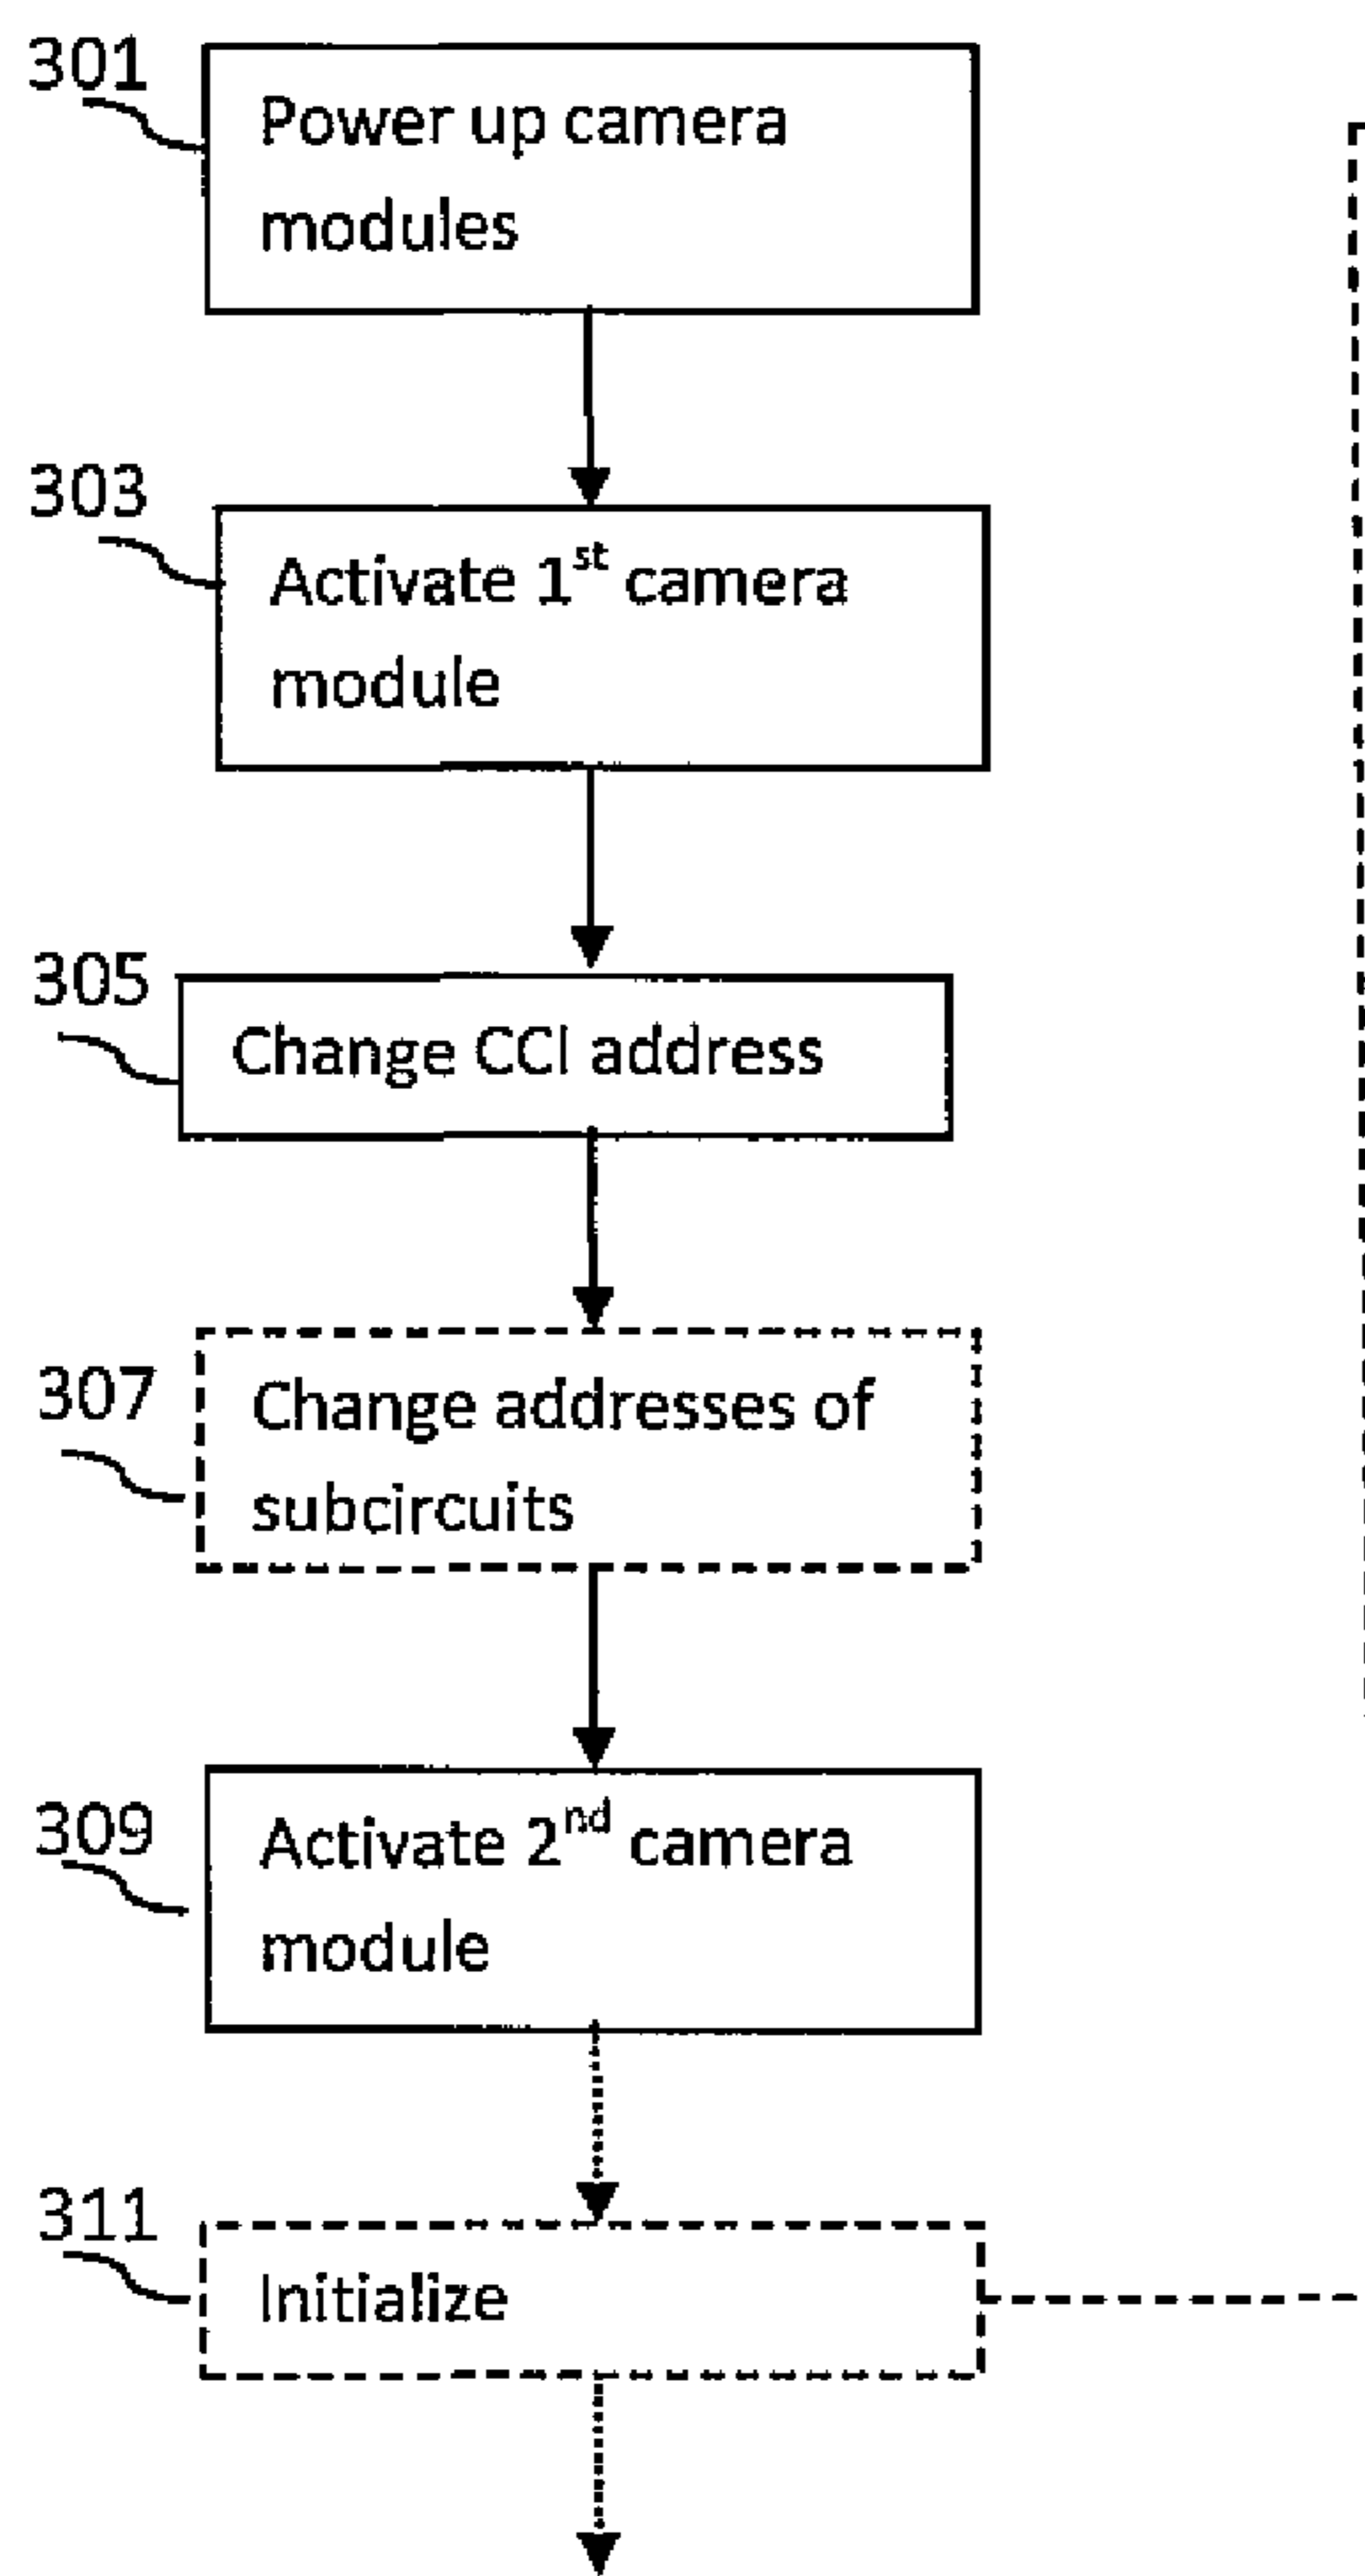 301
Power up camera
modules
303
Activate 1st camera
module
305
Change CCI address
307
Change addresses of
subcircuits
309
Activate 2nd camera
module
311
Initialize